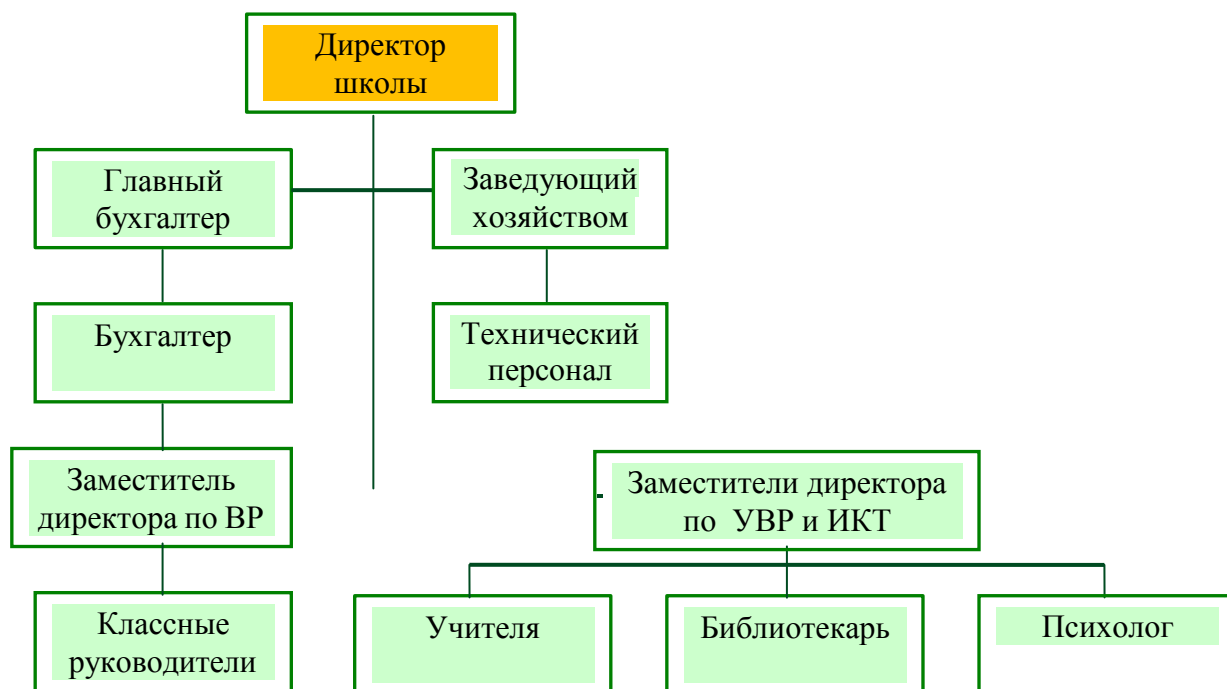 Директор
школы
Главный
бухгалтер
Заведующий
хозяйством
Бухгалтер
Технический
персонал
Заместитель
директора по ВР
Заместители директора
по УВР и ИКТ
Классные
руководители
Учителя
Библиотекарь
Психолог